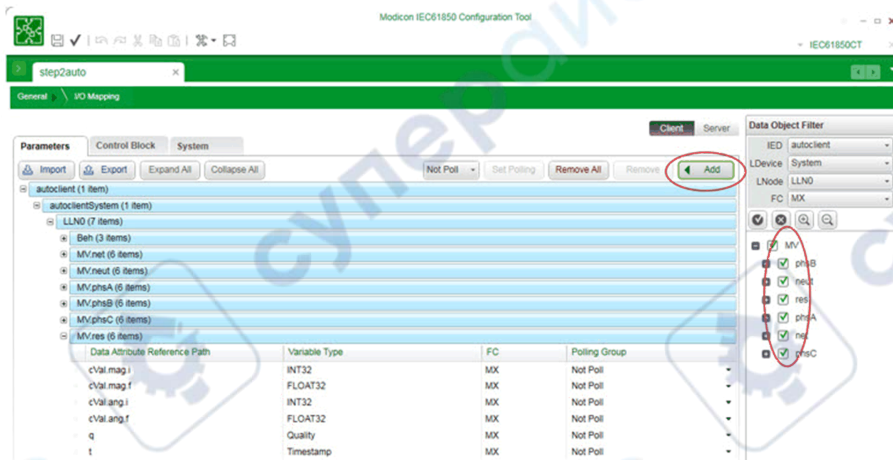 Modicon IEC61850 Configuration Tool
IEC61850CT
step2auto
General I/O Mapping
Client Server
Parameters Control Block System
Import Export Expand All Collapse All Not Poll Set Polling Remove All Remove Add
autoclient (1 item)
autoclientSystem (1 item)
LLN0 (7 items)
Beh (3 items)
MV.net (6 items)
MV.neut (6 items)
MV.phsA (6 items)
MV.phsB (6 items)
MV.phsC (6 items)
MV.res (6 items)
Data Attribute Reference Path Variable Type FC Polling Group
cVal.mag.i INT32 MX Not Poll
cVal.mag.f FLOAT32 MX Not Poll
cVal.ang.i INT32 MX Not Poll
cVal.ang.f FLOAT32 MX Not Poll
q Quality MX Not Poll
t Timestamp MX Not Poll
Data Object Filter
IED autoclient
LDevice System
LNode LLN0
FC MX
MV
phsB
neut
res
phsA
net
phsC